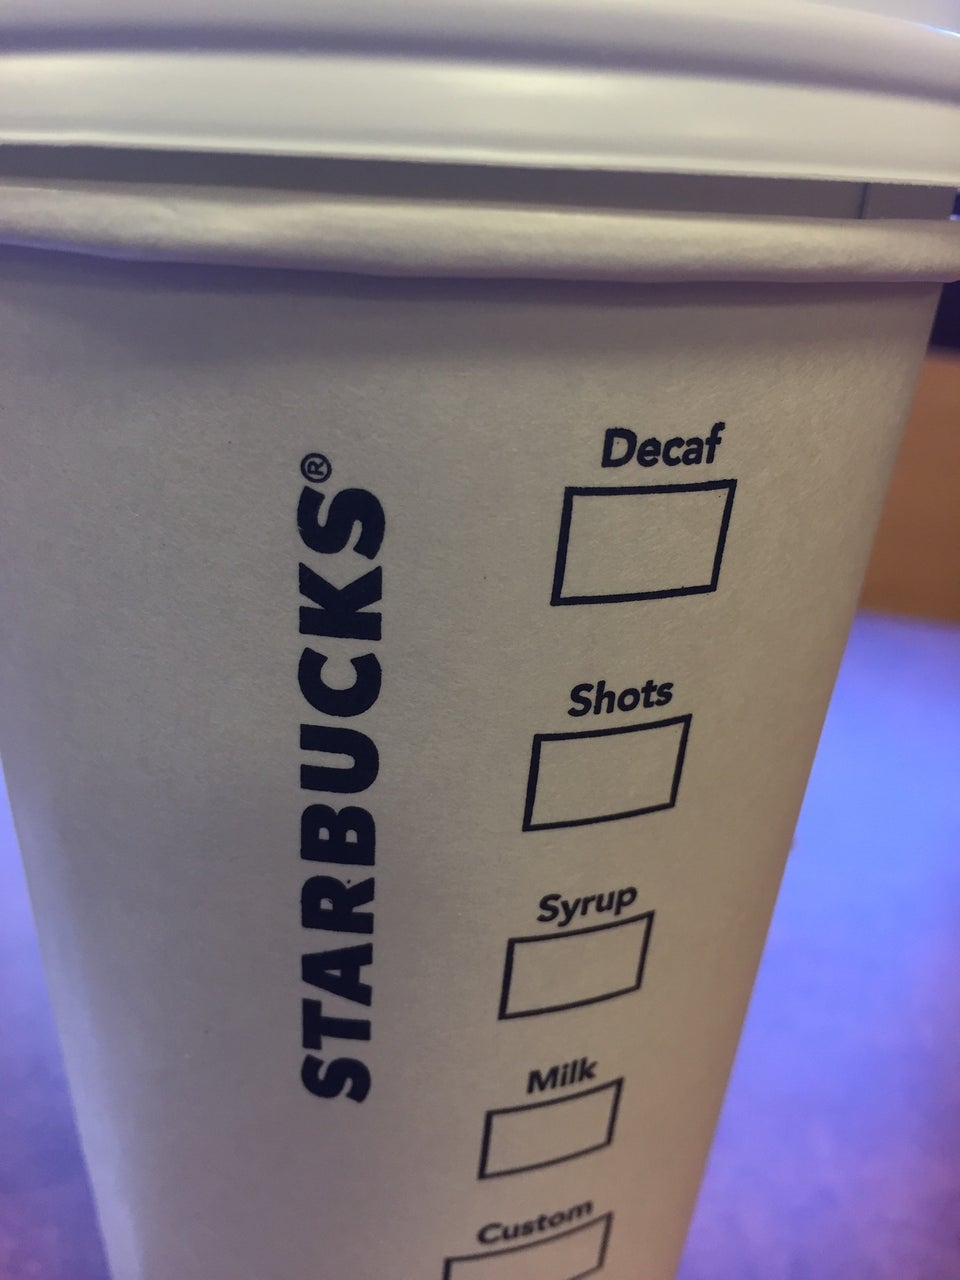 STARBUCKS®
Decaf
Shots
Syrup
Milk
Custom